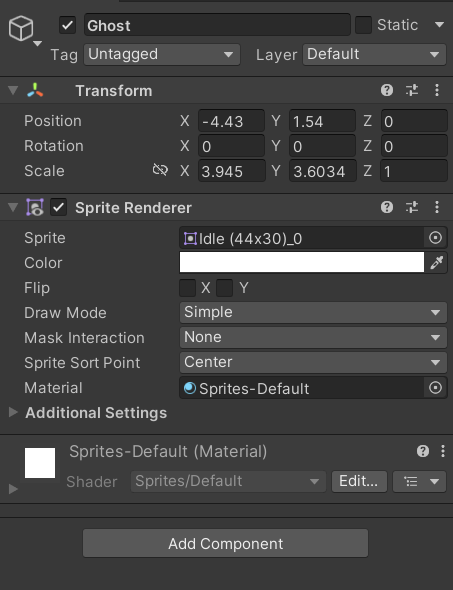 Ghost Static
Tag Untagged Layer Default
Transform
Position X -4.43 Y 1.54 Z 0
Rotation X 0 Y 0 Z 0
Scale X 3.945 Y 3.6034 Z 1
Sprite Renderer
Sprite Idle (44x30)_0
Color
Flip X Y
Draw Mode Simple
Mask Interaction None
Sprite Sort Point Center
Material Sprites-Default
Additional Settings
Sprites-Default (Material)
Shader Sprites/Default Edit...
Add Component